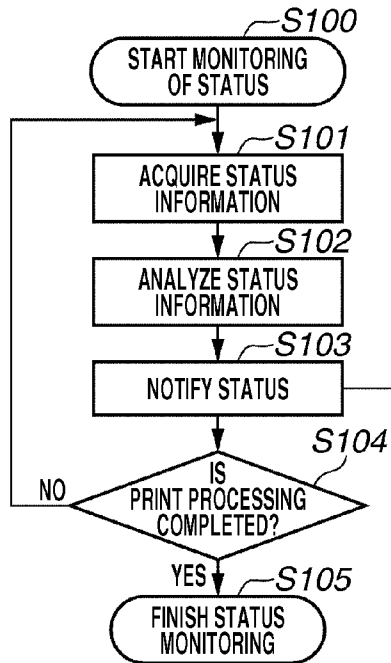 S100
START MONITORING
OF STATUS
S101
ACQUIRE STATUS
INFORMATION
S102
ANALYZE STATUS
INFORMATION
S103
NOTIFY STATUS
S104
IS
PRINT PROCESSING
COMPLETED?
NO
YES
S105
FINISH STATUS
MONITORING